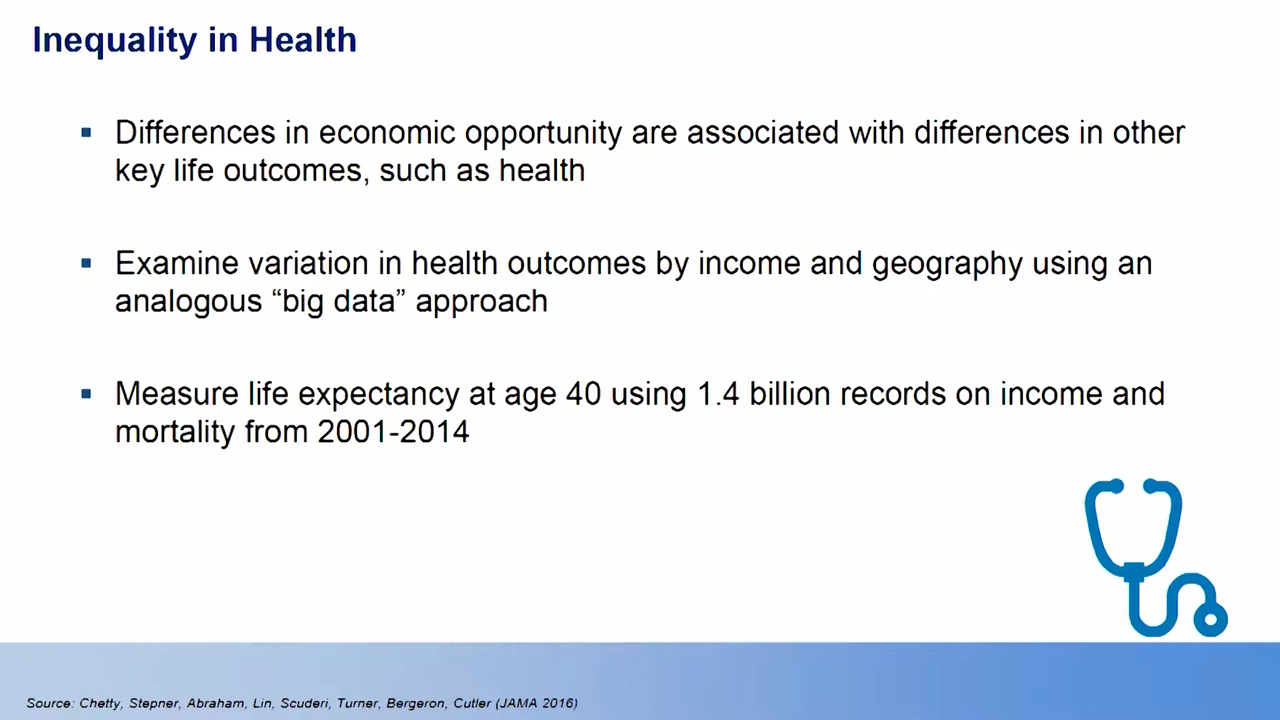 Inequality in Health
▪ Differences in economic opportunity are associated with differences in other
key life outcomes, such as health
▪ Examine variation in health outcomes by income and geography using an
analogous “big data” approach
▪ Measure life expectancy at age 40 using 1.4 billion records on income and
mortality from 2001-2014
Source: Chetty, Stepner, Abraham, Lin, Scuderi, Turner, Bergeron, Cutler (JAMA 2016)